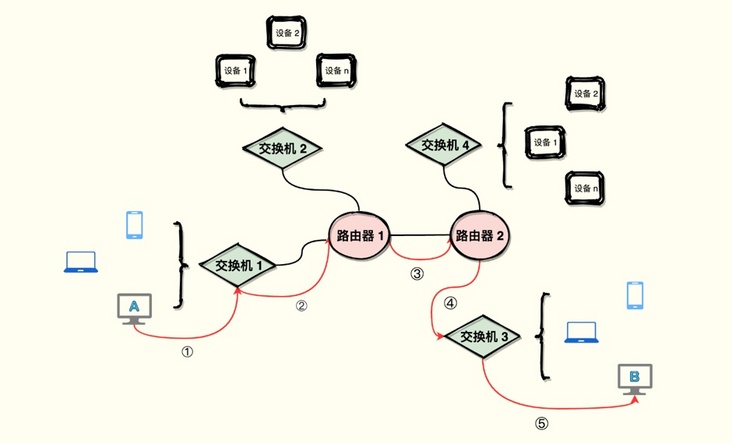 设备 2
设备 1
设备 n
交换机 2
交换机 4
设备 2
设备 1
设备 n
路由器 1
路由器 2
交换机 1
A
①
②
③
④
交换机 3
B
⑤